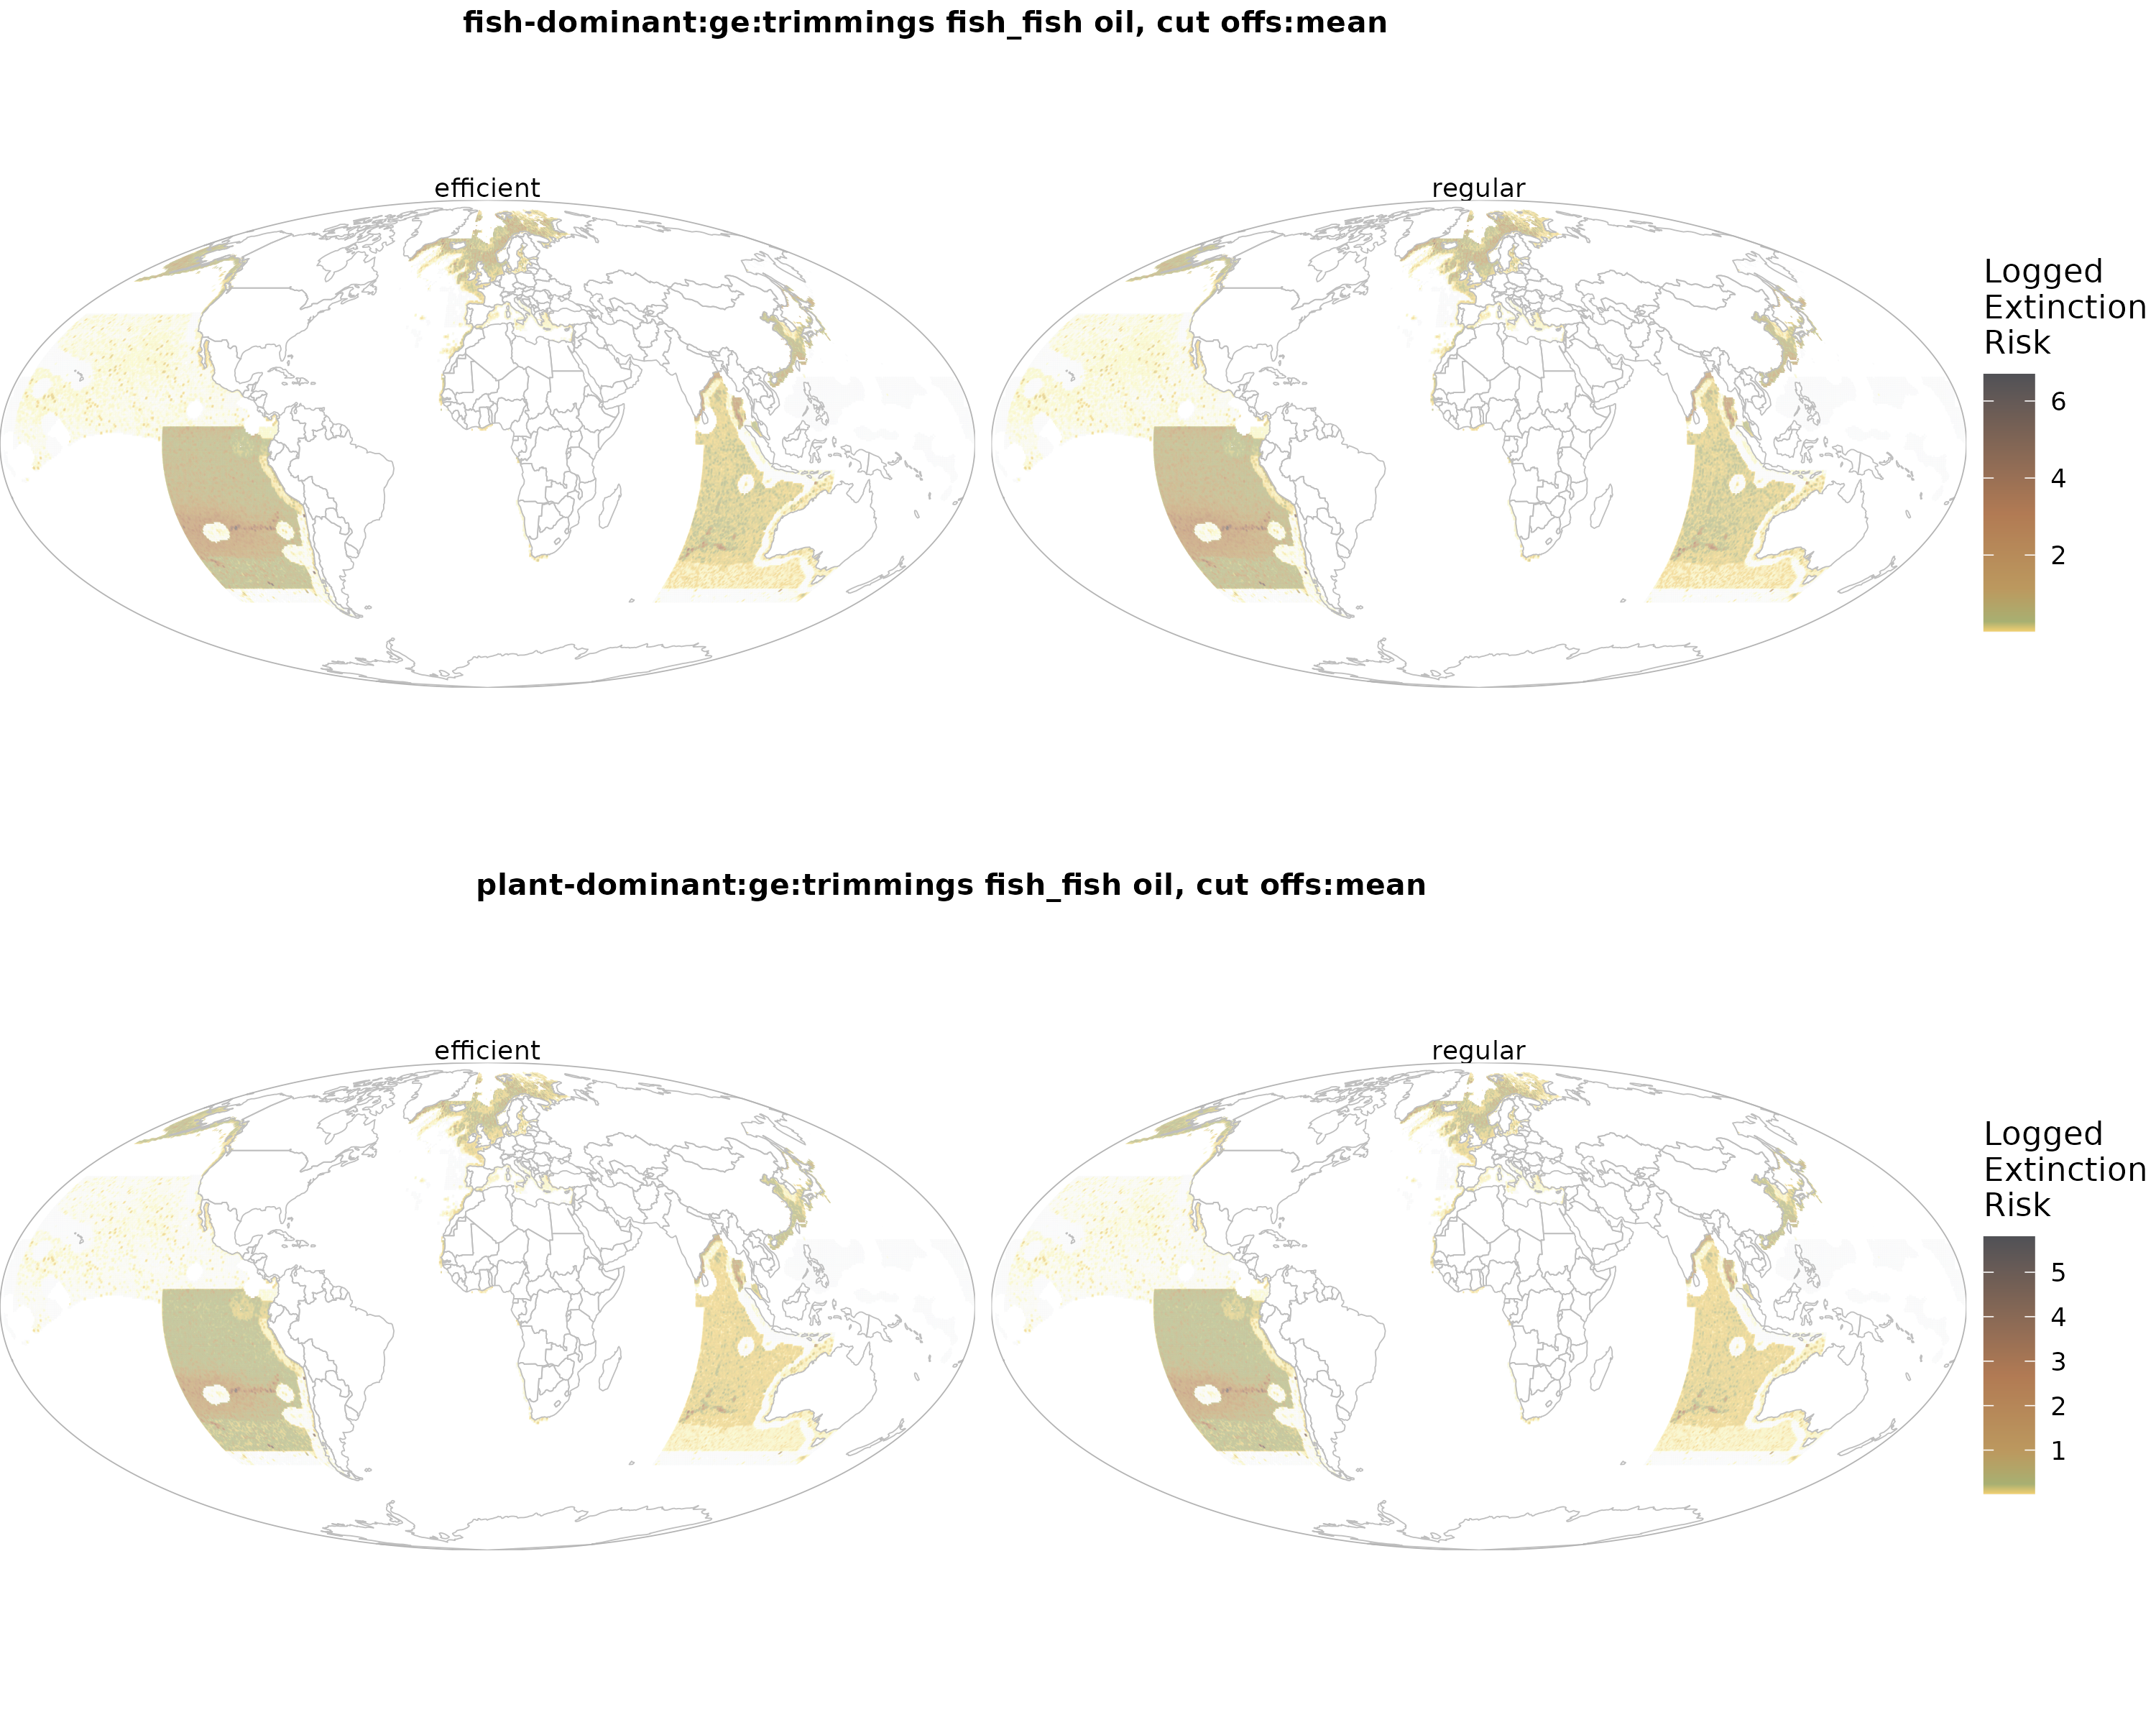 fish-dominant:ge:trimmings fish_fish oil, cut offs:mean
efficient
regular
Logged
Extinction
Risk
6
4
2
plant-dominant:ge:trimmings fish_fish oil, cut offs:mean
efficient
regular
Logged
Extinction
Risk
5
4
3
2
1